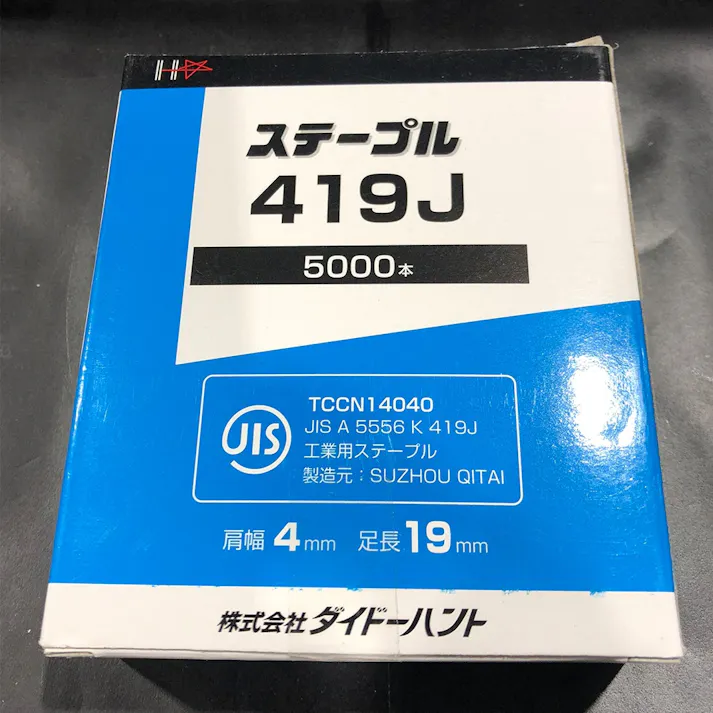 ステープル
419J
5000本
JIS
TCCN14040
JIS A 5556 K 419J
工業用ステープル
製造元：SUZHOU QITAI
肩幅 4mm 足長 19mm
株式会社 ダイドーハント